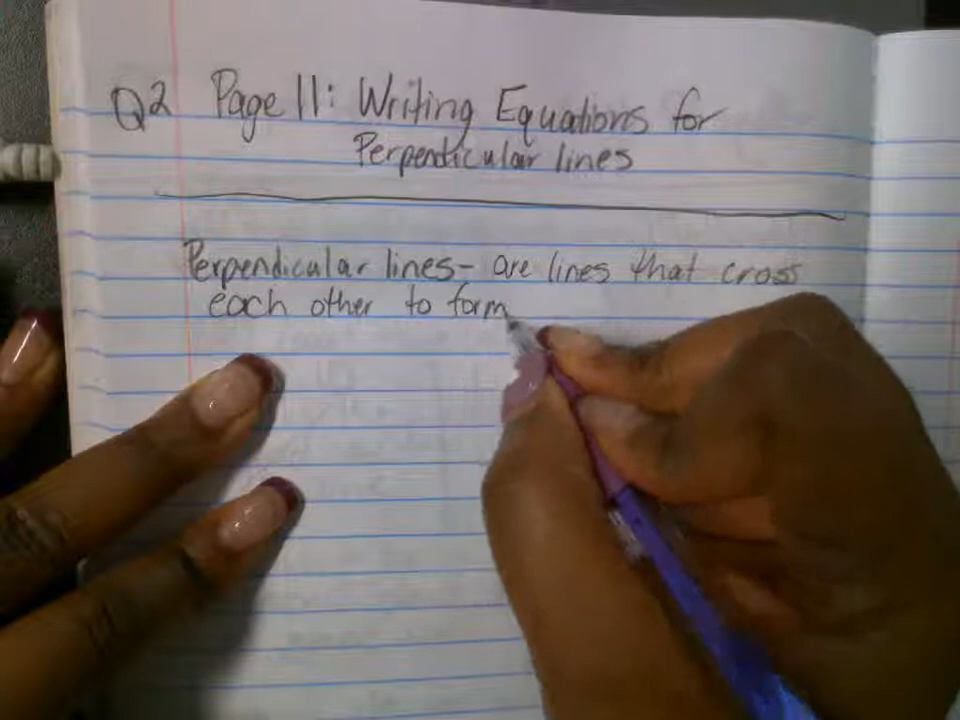 Q2 Page 11: Writing Equations for
Perpendicular lines
Perpendicular lines- are lines that cross
each other to form